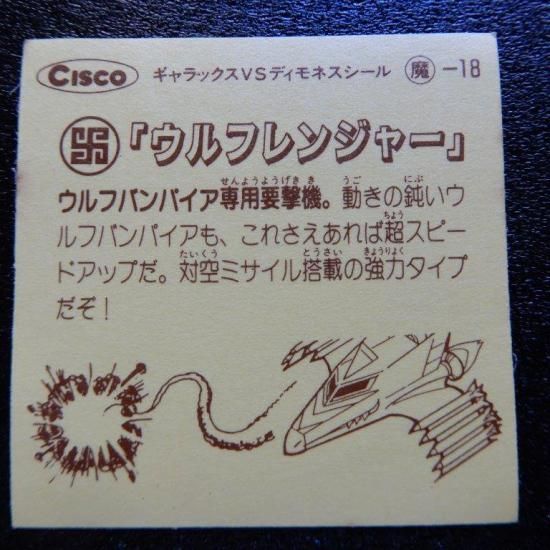 CISCO ギャラックスVSディモネスシール 魔-18
卐「ウルフレンジャー」
ウルフバンパイア専用要撃機。動きの鈍いウ
ルフバンパイアも、これさえあれば超スピー
ドアップだ。対空ミサイル搭載の強力タイプ
だぞ！